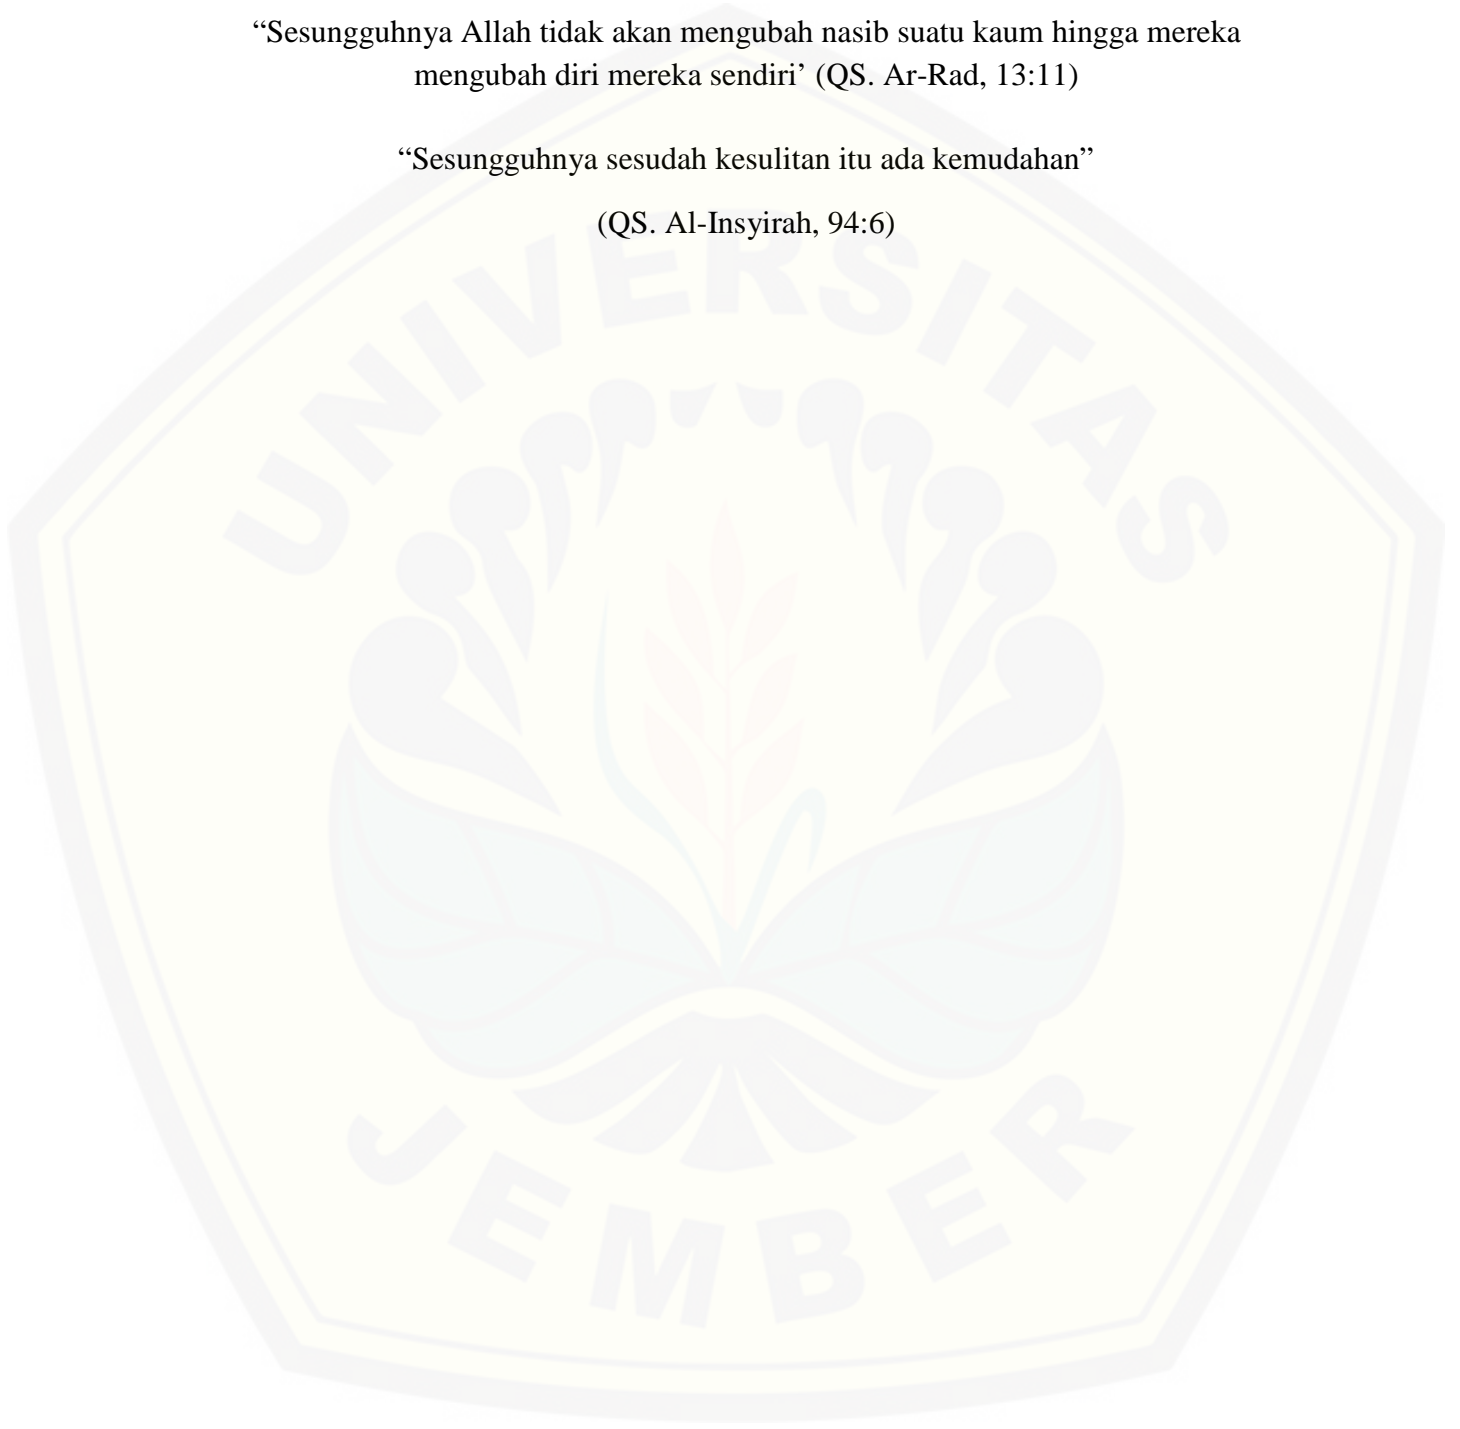 “Sesungguhnya Allah tidak akan mengubah nasib suatu kaum hingga mereka
mengubah diri mereka sendiri’ (QS. Ar-Rad, 13:11)
“Sesungguhnya sesudah kesulitan itu ada kemudahan”
(QS. Al-Insyirah, 94:6)
UNIVERSITAS
JEMBER